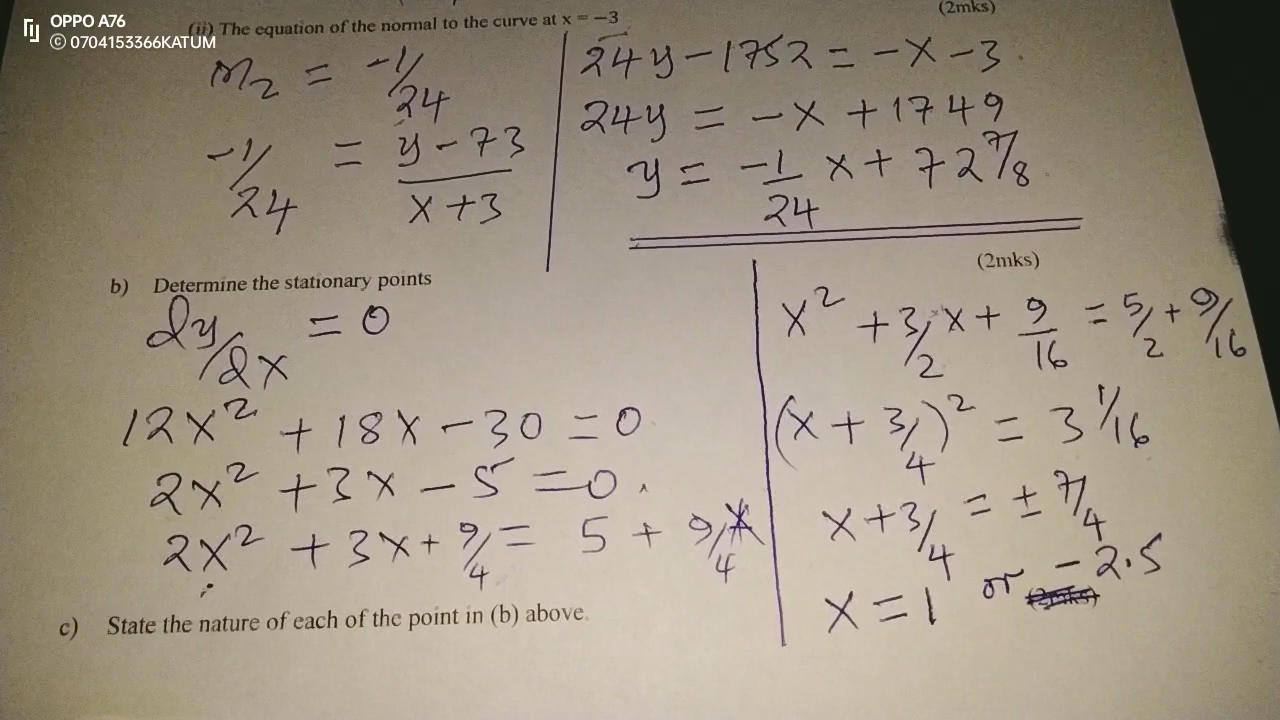 OPPO A76
© 0704153366KATUM
(ii) The equation of the normal to the curve at x = −3
(2mks)
m2 = -1/24
-1/24 = y - 73 / x + 3
24y - 1752 = -x - 3
24y = -x + 1749
y = -1/24 x + 72 7/8
b) Determine the stationary points
(2mks)
dy/dx = 0
12x² + 18x - 30 = 0
2x² + 3x - 5 = 0.
2x² + 3x + 9/4 = 5 + 9/4
x² + 3/2 x + 9/16 = 5/2 + 9/16
(x + 3/4)² = 3 1/16
x + 3/4 = ± 7/4
x = 1 or -2.5
c) State the nature of each of the point in (b) above.